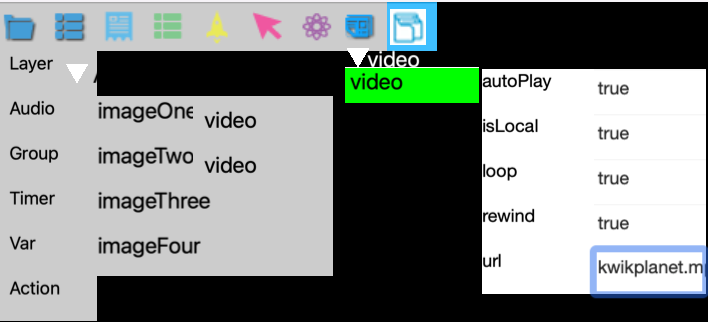 Layer
Audio
Group
Timer
Var
Action
imageOne
imageTwo
imageThree
imageFour
video
video
video
video
autoPlay
true
isLocal
true
loop
true
rewind
true
url
kwikplanet.mp